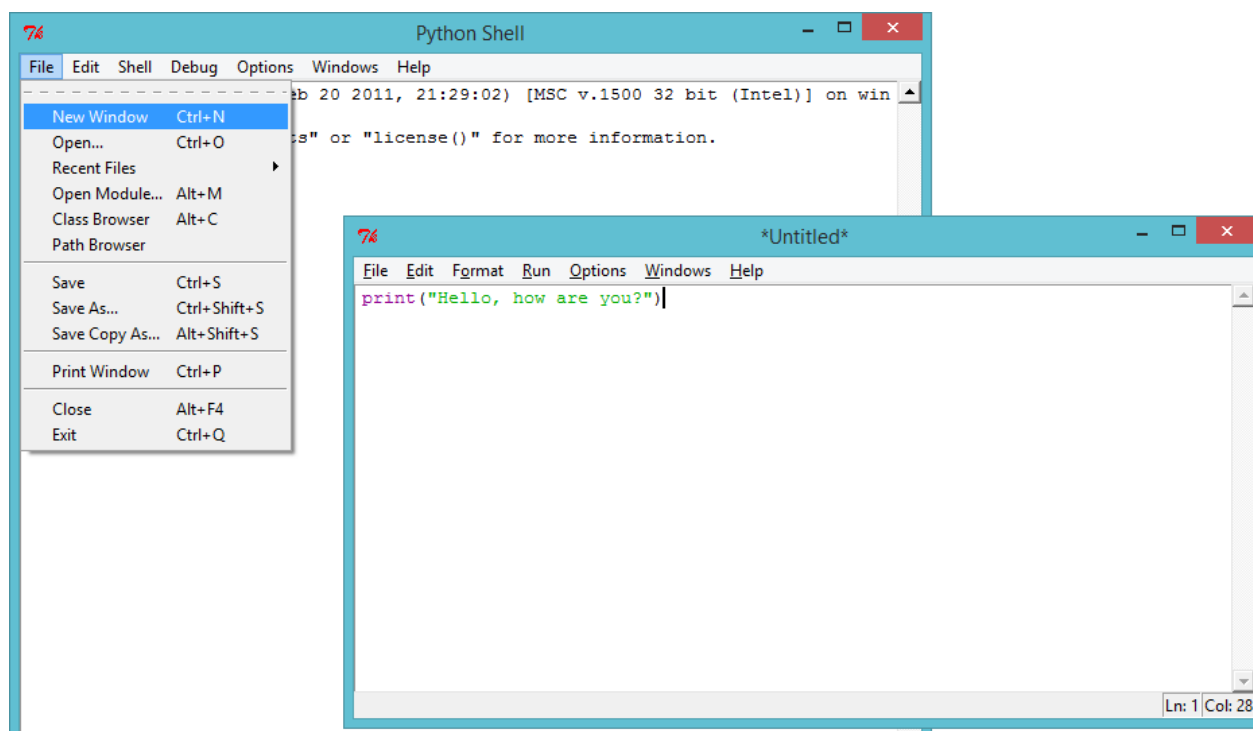 Python Shell
File Edit Shell Debug Options Windows Help
eb 20 2011, 21:29:02) [MSC v.1500 32 bit (Intel)] on win
ts" or "license()" for more information.
New Window Ctrl+N
Open... Ctrl+O
Recent Files
Open Module... Alt+M
Class Browser Alt+C
Path Browser
Save Ctrl+S
Save As... Ctrl+Shift+S
Save Copy As... Alt+Shift+S
Print Window Ctrl+P
Close Alt+F4
Exit Ctrl+Q
*Untitled*
File Edit Format Run Options Windows Help
print("Hello, how are you?")
Ln: 1 Col: 28